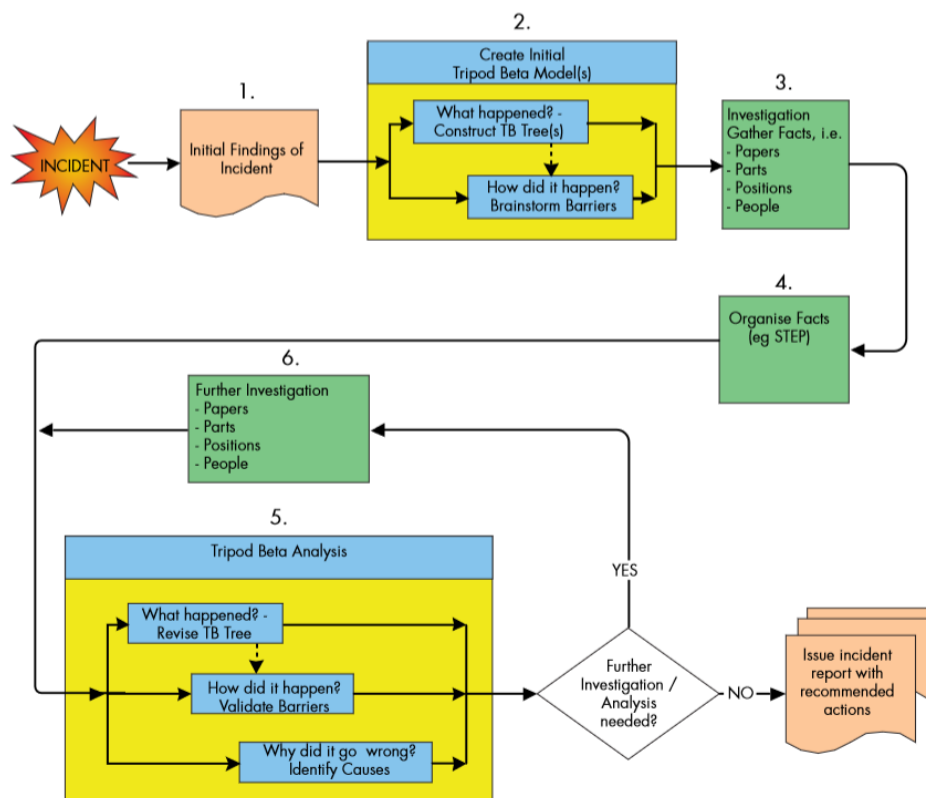 2.
Create Initial
Tripod Beta Model(s)
1.
3.
What happened? -
Construct TB Tree(s)
Investigation
Gather Facts, i.e.
- Papers
- Parts
- Positions
- People
INCIDENT
Initial Findings of
Incident
How did it happen?
Brainstorm Barriers
4.
Organise Facts
(eg STEP)
6.
Further Investigation
- Papers
- Parts
- Positions
- People
5.
Tripod Beta Analysis
YES
What happened? -
Revise TB Tree
How did it happen?
Validate Barriers
Why did it go wrong?
Identify Causes
Further
Investigation /
Analysis
needed?
NO
Issue incident
report with
recommended
actions